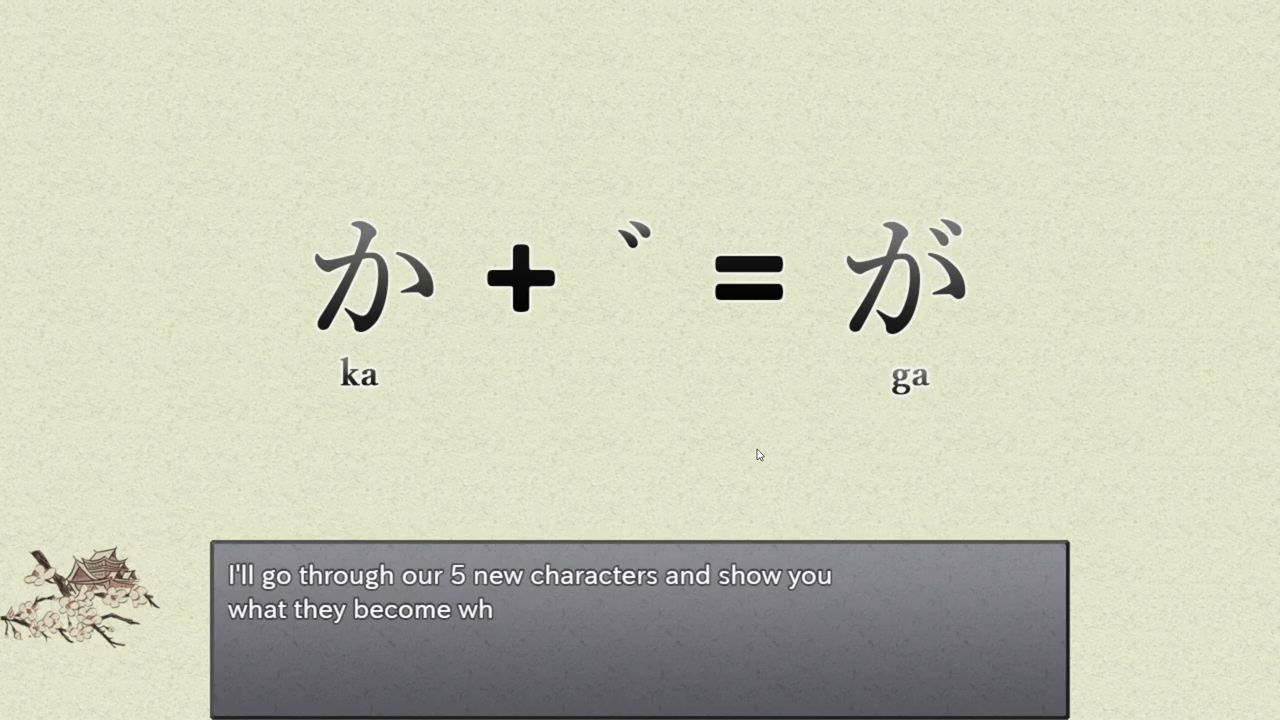 か + ゛ = が
ka ga
I'll go through our 5 new characters and show you
what they become wh